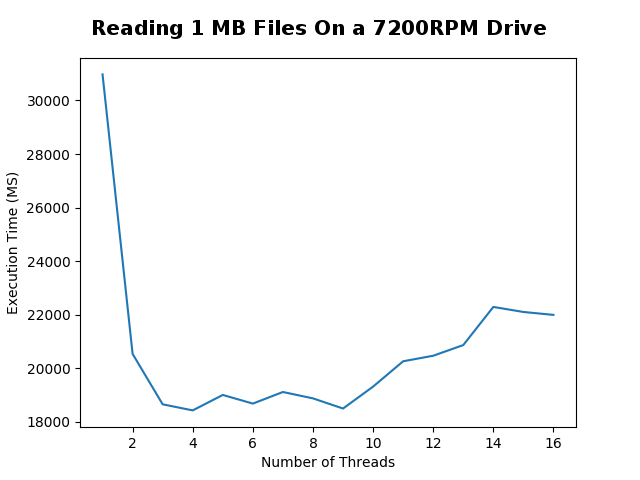 Reading 1 MB Files On a 7200RPM Drive
30000
28000
26000
24000
22000
20000
18000
Execution Time (MS)
2 4 6 8 10 12 14 16
Number of Threads